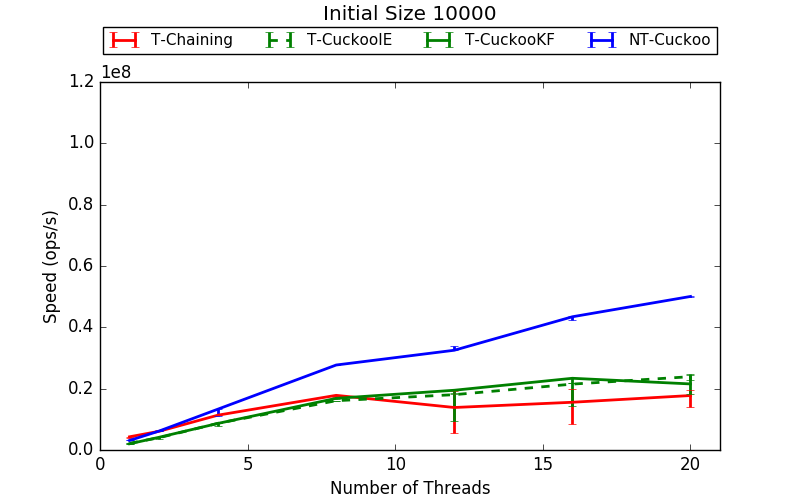 Initial Size 10000
T-Chaining T-CuckooIE T-CuckooKF NT-Cuckoo
1e8
1.2
1.0
0.8
0.6
0.4
0.2
0.0
Speed (ops/s)
0 5 10 15 20
Number of Threads